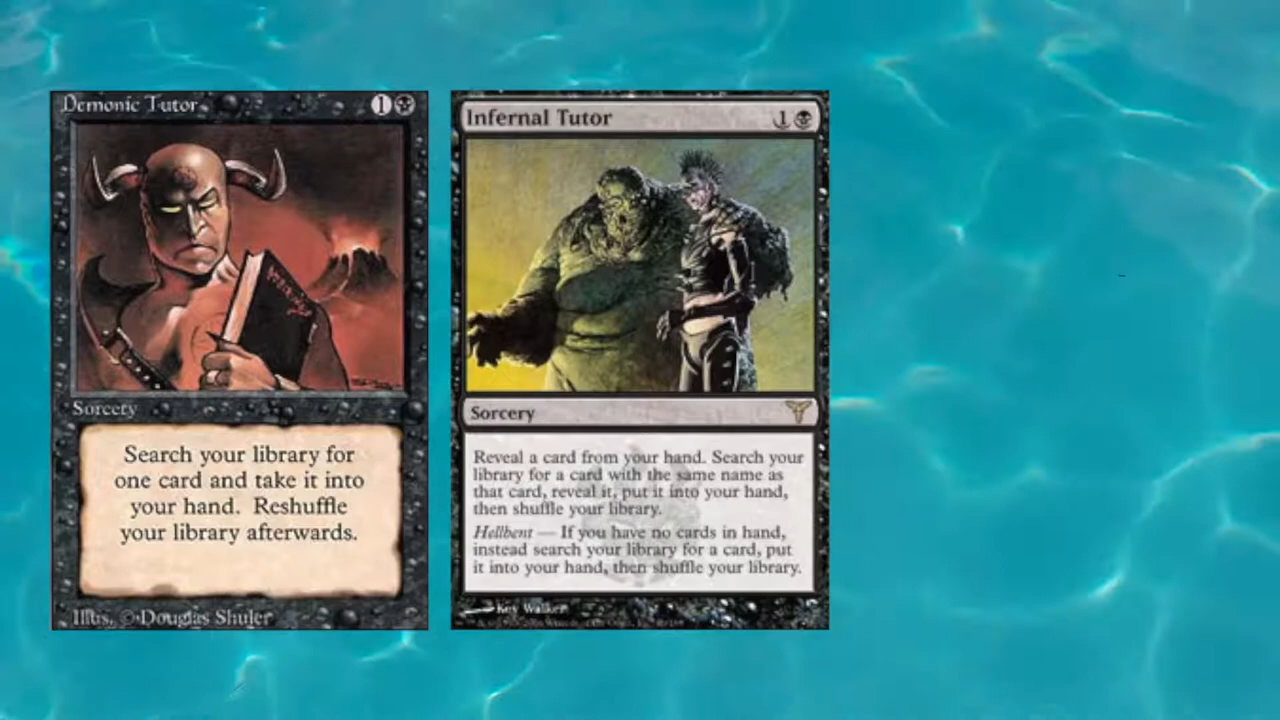 Demonic Tutor 1
Sorcery
Search your library for
one card and take it into
your hand. Reshuffle
your library afterwards.
Illus. © Douglas Shuler
Infernal Tutor 1
Sorcery
Reveal a card from your hand. Search your
library for a card with the same name as
that card, reveal it, put it into your hand,
then shuffle your library.
Hellbent — If you have no cards in hand,
instead search your library for a card, put
it into your hand, then shuffle your library.
Kev Walker